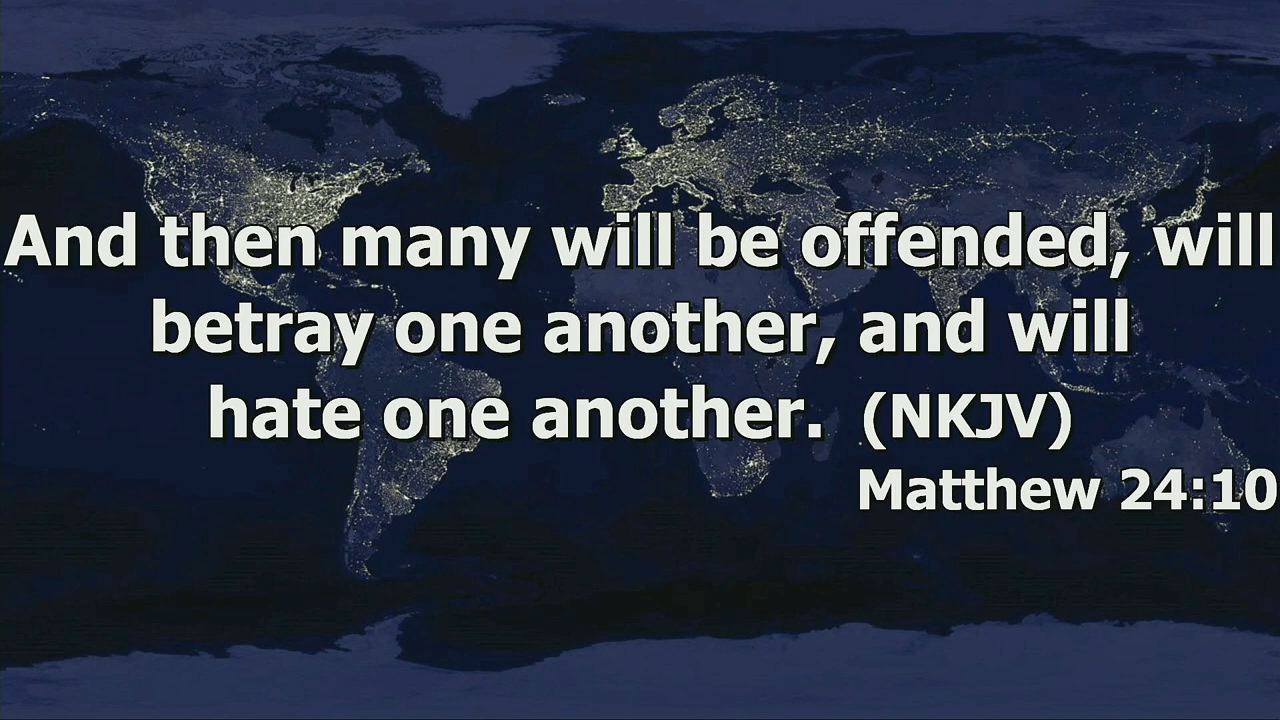 And then many will be offended, will
betray one another, and will
hate one another. (NKJV)
Matthew 24:10